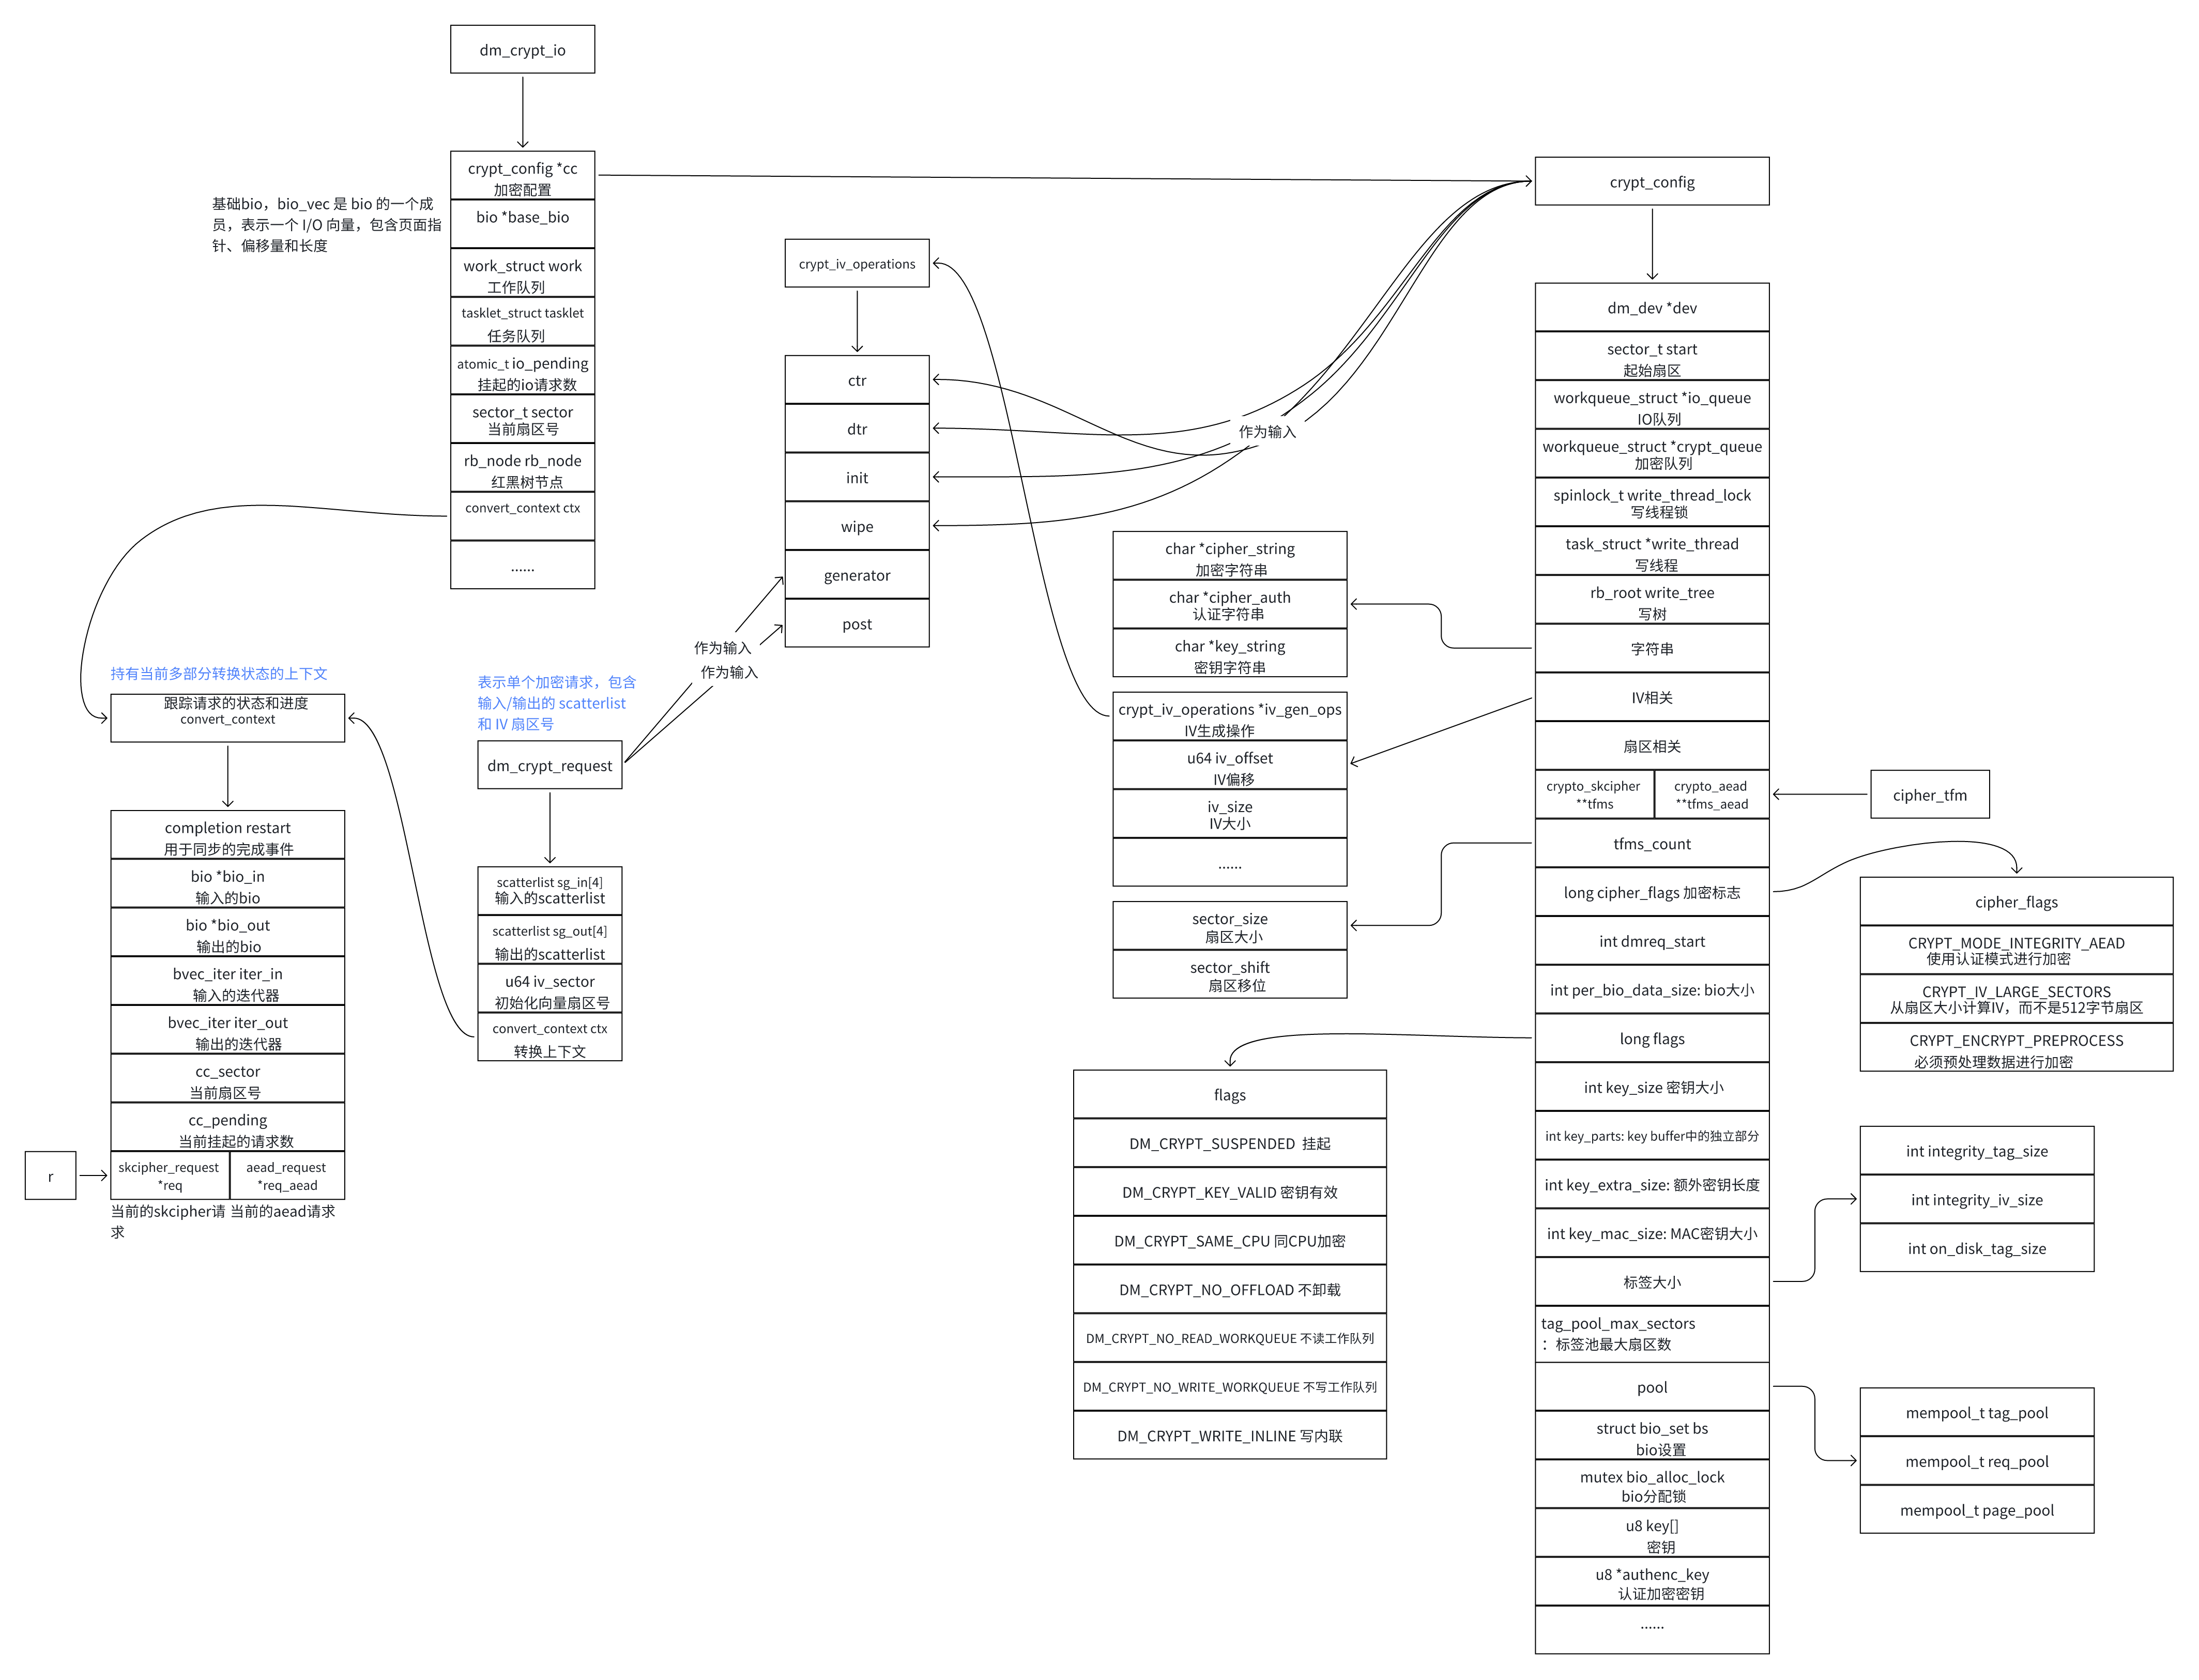 dm_crypt_io
crypt_config *cc
加密配置
基础bio，bio_vec 是 bio 的一个成
员，表示一个 I/O 向量，包含页面指
针、偏移量和长度
bio *base_bio
work_struct work
工作队列
tasklet_struct tasklet
任务队列
atomic_t io_pending
挂起的io请求数
sector_t sector
当前扇区号
rb_node rb_node
红黑树节点
convert_context ctx
......
持有当前多部分转换状态的上下文
跟踪请求的状态和进度
convert_context
completion restart
用于同步的完成事件
bio *bio_in
输入的bio
bio *bio_out
输出的bio
bvec_iter iter_in
输入的迭代器
bvec_iter iter_out
输出的迭代器
cc_sector
当前扇区号
cc_pending
当前挂起的请求数
r
skcipher_request
*req
aead_request
*req_aead
当前的skcipher请
求
当前的aead请求
表示单个加密请求，包含
输入/输出的 scatterlist
和 IV 扇区号
dm_crypt_request
scatterlist sg_in[4]
输入的scatterlist
scatterlist sg_out[4]
输出的scatterlist
u64 iv_sector
初始化向量扇区号
convert_context ctx
转换上下文
作为输入
作为输入
crypt_iv_operations
ctr
dtr
init
wipe
generator
post
作为输入
char *cipher_string
加密字符串
char *cipher_auth
认证字符串
char *key_string
密钥字符串
crypt_iv_operations *iv_gen_ops
IV生成操作
u64 iv_offset
IV偏移
iv_size
IV大小
......
sector_size
扇区大小
sector_shift
扇区移位
flags
DM_CRYPT_SUSPENDED 挂起
DM_CRYPT_KEY_VALID 密钥有效
DM_CRYPT_SAME_CPU 同CPU加密
DM_CRYPT_NO_OFFLOAD 不卸载
DM_CRYPT_NO_READ_WORKQUEUE 不读工作队列
DM_CRYPT_NO_WRITE_WORKQUEUE 不写工作队列
DM_CRYPT_WRITE_INLINE 写内联
crypt_config
dm_dev *dev
sector_t start
起始扇区
workqueue_struct *io_queue
IO队列
workqueue_struct *crypt_queue
加密队列
spinlock_t write_thread_lock
写线程锁
task_struct *write_thread
写线程
rb_root write_tree
写树
字符串
IV相关
扇区相关
crypto_skcipher
**tfms
crypto_aead
**tfms_aead
tfms_count
long cipher_flags 加密标志
int dmreq_start
int per_bio_data_size: bio大小
long flags
int key_size 密钥大小
int key_parts: key buffer中的独立部分
int key_extra_size: 额外密钥长度
int key_mac_size: MAC密钥大小
标签大小
tag_pool_max_sectors
：标签池最大扇区数
pool
struct bio_set bs
bio设置
mutex bio_alloc_lock
bio分配锁
u8 key[]
密钥
u8 *authenc_key
认证加密密钥
......
cipher_tfm
cipher_flags
CRYPT_MODE_INTEGRITY_AEAD
使用认证模式进行加密
CRYPT_IV_LARGE_SECTORS
从扇区大小计算IV，而不是512字节扇区
CRYPT_ENCRYPT_PREPROCESS
必须预处理数据进行加密
int integrity_tag_size
int integrity_iv_size
int on_disk_tag_size
mempool_t tag_pool
mempool_t req_pool
mempool_t page_pool